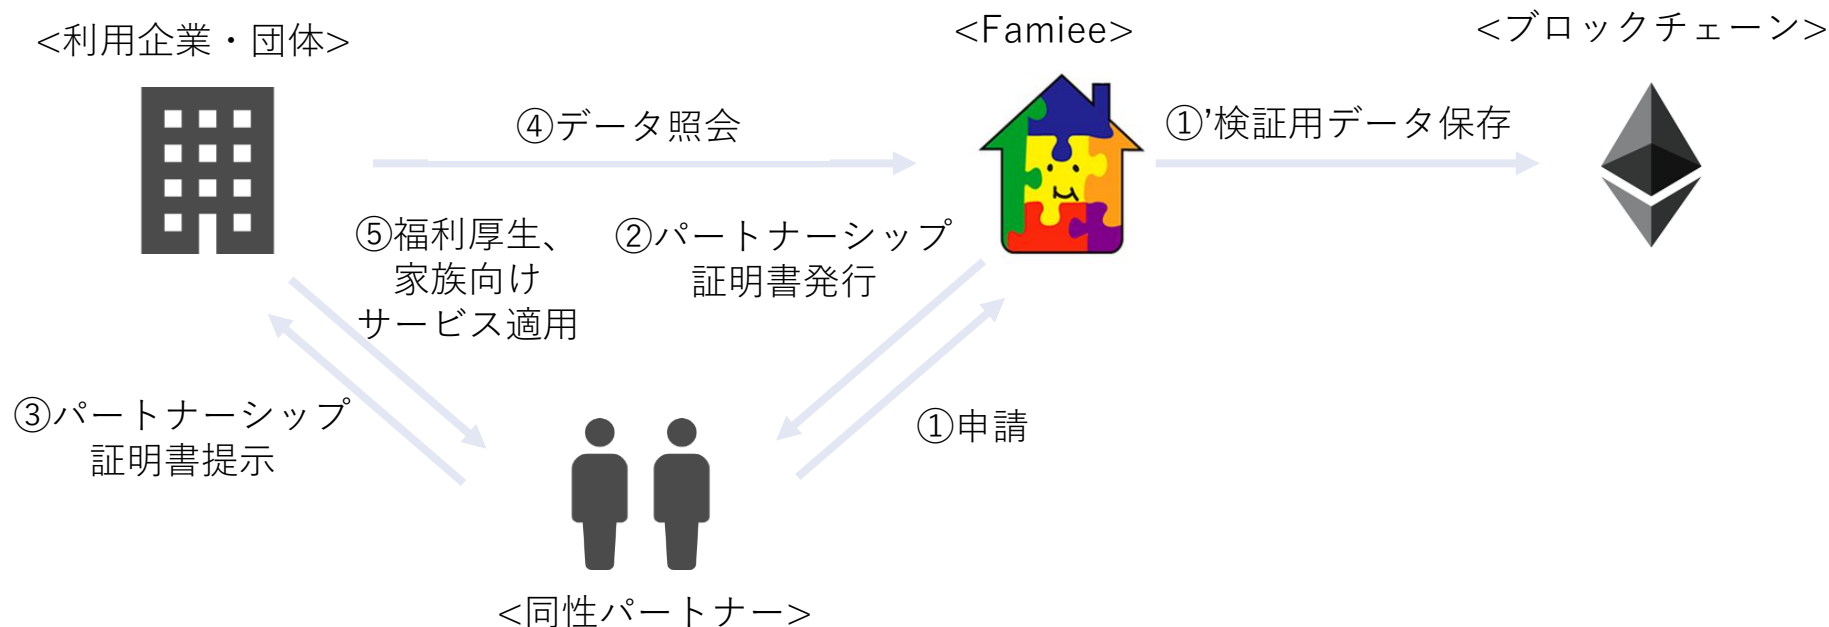 <利用企業・団体>
<Famiee>
<ブロックチェーン>
④データ照会
①’検証用データ保存
⑤福利厚生、
家族向け
サービス適用
②パートナーシップ
証明書発行
③パートナーシップ
証明書提示
①申請
<同性パートナー>